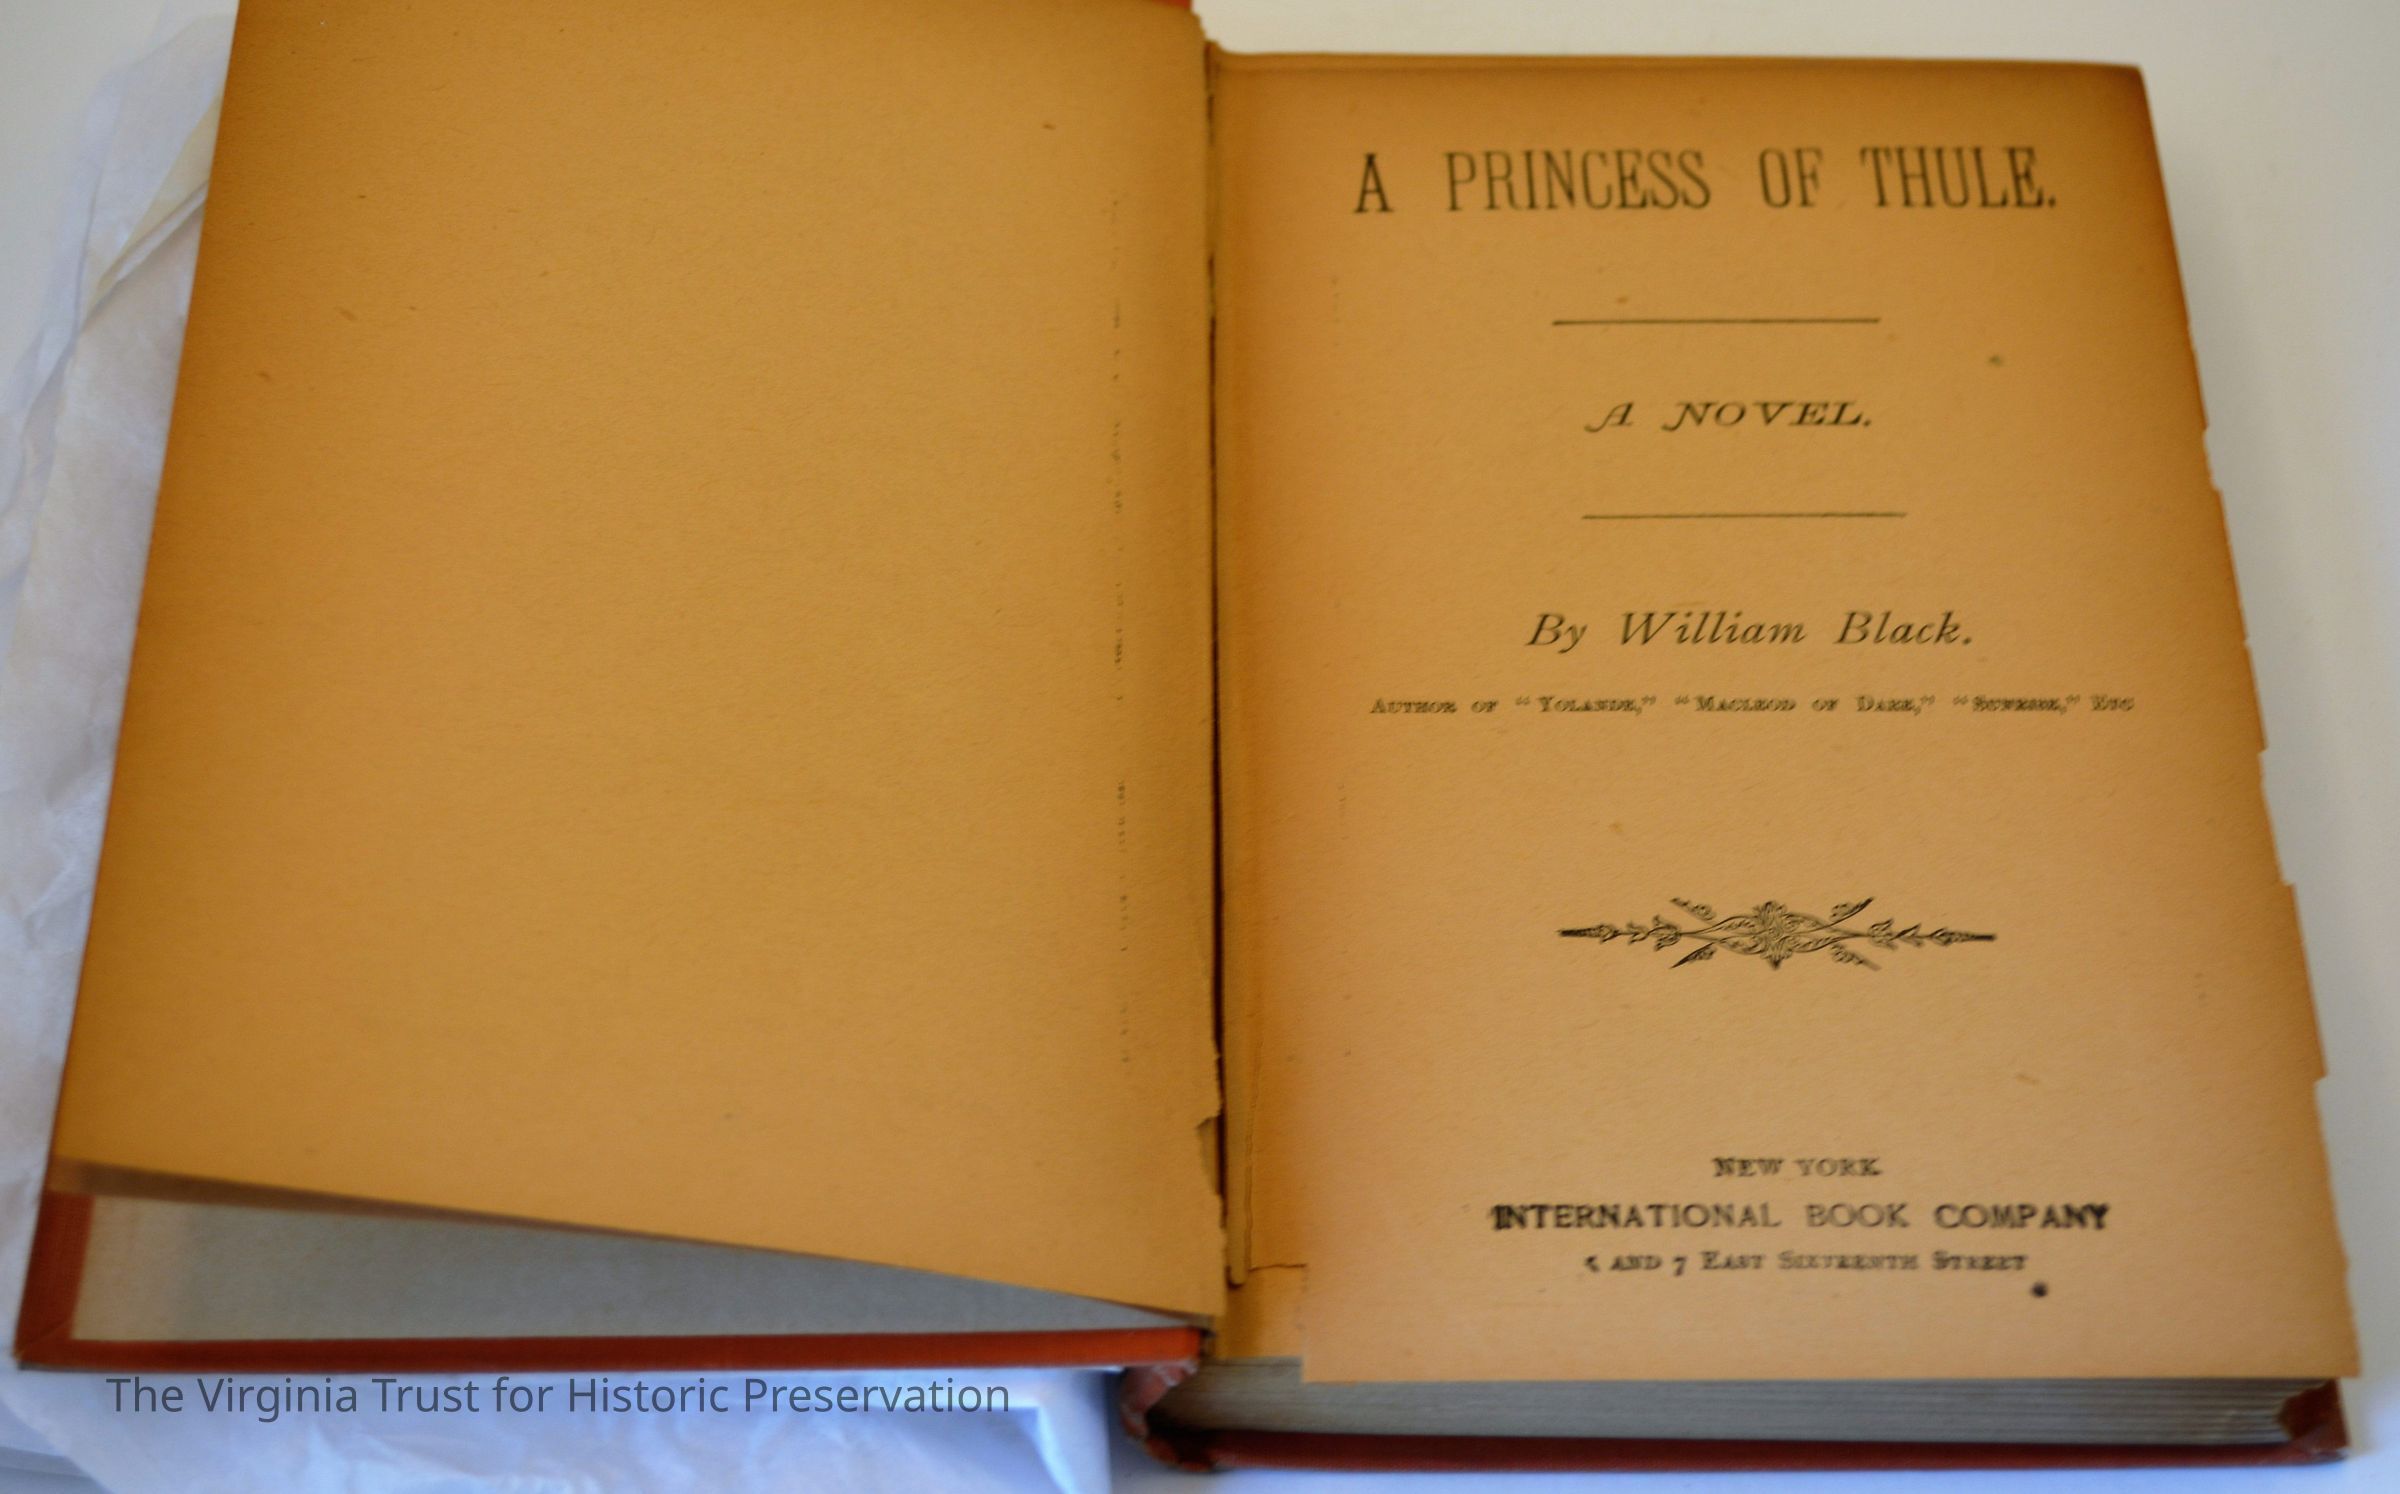 A PRINCESS OF THULE.
A NOVEL.
By William Black.
AUTHOR OF "YOLANDE," "MACLEOD OF DARE," "SUNRISE," ETC
NEW YORK
INTERNATIONAL BOOK COMPANY
5 AND 7 EAST SIXTEENTH STREET
The Virginia Trust for Historic Preservation